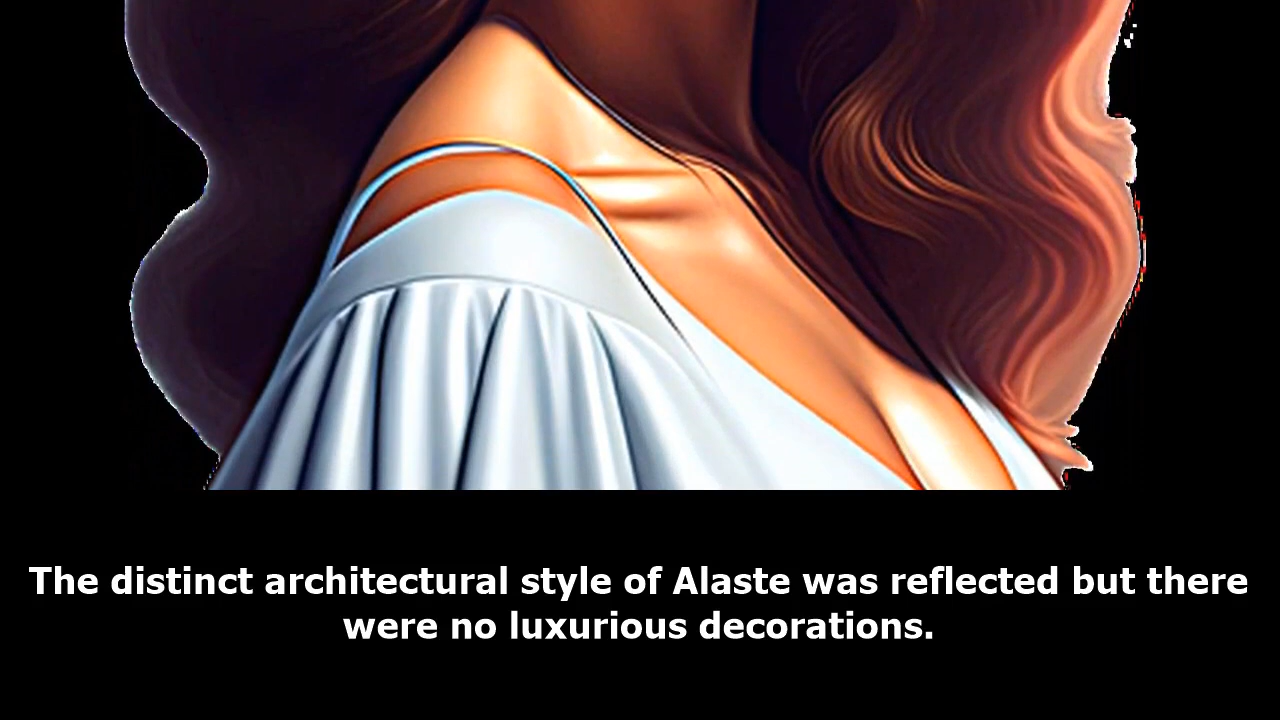 The distinct architectural style of Alaste was reflected but there
were no luxurious decorations.